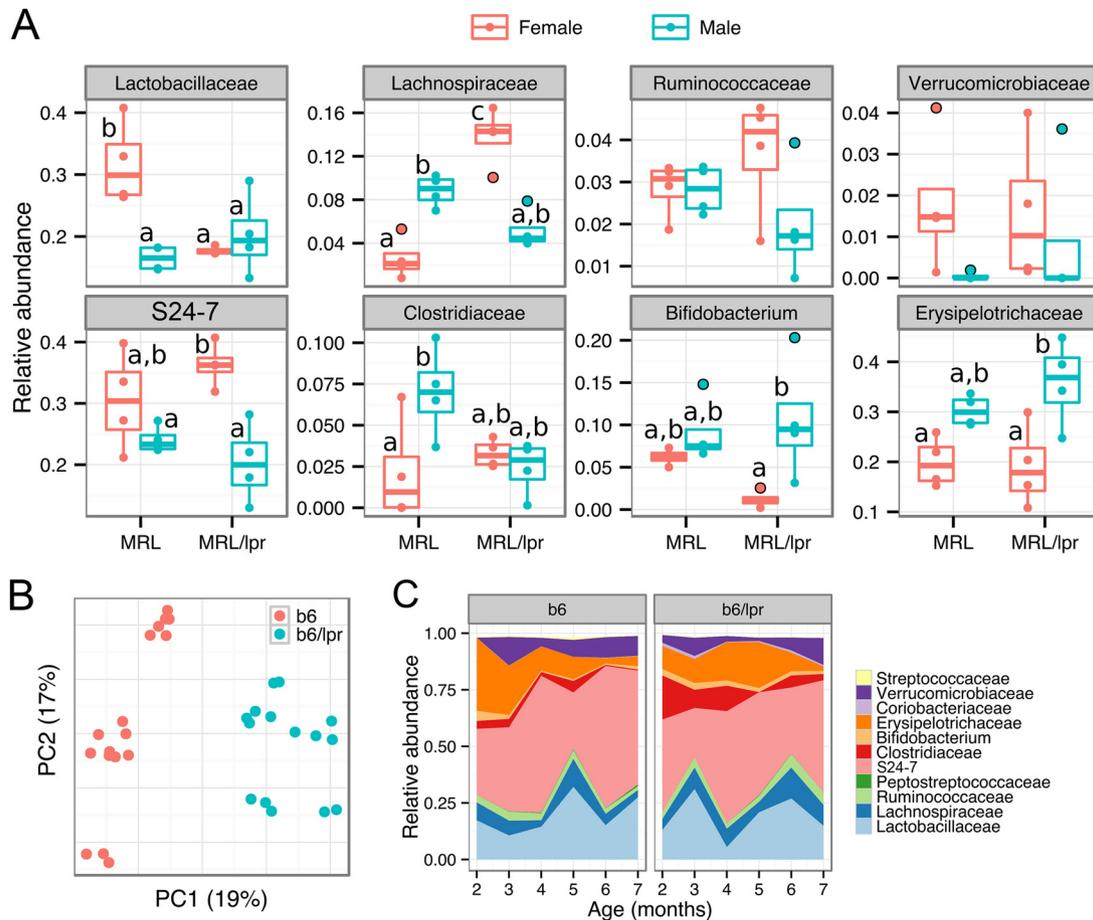 A
Female Male
Lactobacillaceae Lachnospiraceae Ruminococcaceae Verrucomicrobiaceae
Relative abundance
0.4
0.3
0.2
b
a
a
a
0.16
0.12
0.08
0.04
a
b
c
a,b
0.04
0.03
0.02
0.01
0.04
0.03
0.02
0.01
0.00
S24-7 Clostridiaceae Bifidobacterium Erysipelotrichaceae
Relative abundance
0.4
0.3
0.2
a,b
a
b
a
0.100
0.075
0.050
0.025
0.000
a
b
a,b
a,b
0.20
0.15
0.10
0.05
0.00
a,b
a,b
a
b
0.4
0.3
0.2
0.1
a
a,b
a
b
MRL MRL/lpr MRL MRL/lpr MRL MRL/lpr MRL MRL/lpr
B
b6
b6/lpr
PC2 (17%)
PC1 (19%)
C
b6 b6/lpr
Relative abundance
1.00
0.75
0.50
0.25
0.00
2 3 4 5 6 7 2 3 4 5 6 7
Age (months)
Streptococcaceae
Verrucomicrobiaceae
Coriobacteriaceae
Erysipelotrichaceae
Bifidobacterium
Clostridiaceae
S24-7
Peptostreptococcaceae
Ruminococcaceae
Lachnospiraceae
Lactobacillaceae